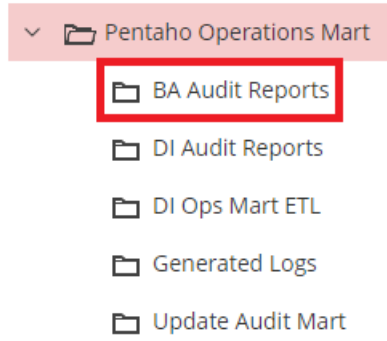 Pentaho Operations Mart
BA Audit Reports
DI Audit Reports
DI Ops Mart ETL
Generated Logs
Update Audit Mart